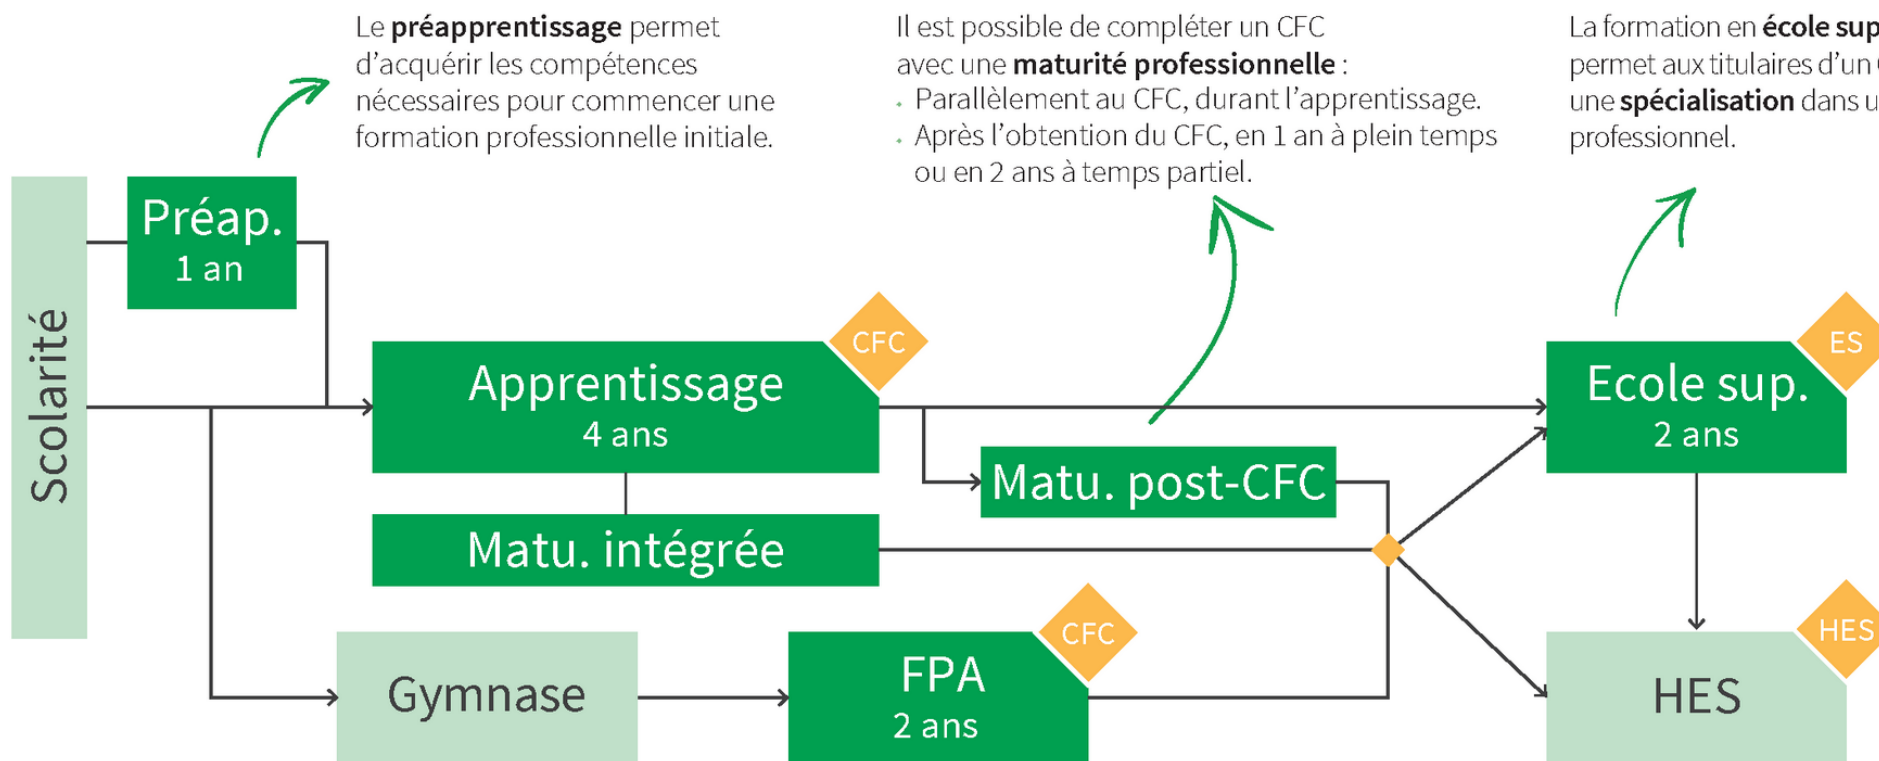 Le préapprentissage permet
d'acquérir les compétences
nécessaires pour commencer une
formation professionnelle initiale.
Il est possible de compléter un CFC
avec une maturité professionnelle :
• Parallèlement au CFC, durant l'apprentissage.
• Après l'obtention du CFC, en 1 an à plein temps
ou en 2 ans à temps partiel.
La formation en école
permet aux titulaires d'un
une spécialisation dans
professionnel.
Scolarité
Préap.
1 an
Apprentissage
4 ans
CFC
Matu. intégrée
Matu. post-CFC
Gymnase
FPA
2 ans
CFC
Ecole sup.
2 ans
ES
HES
HES